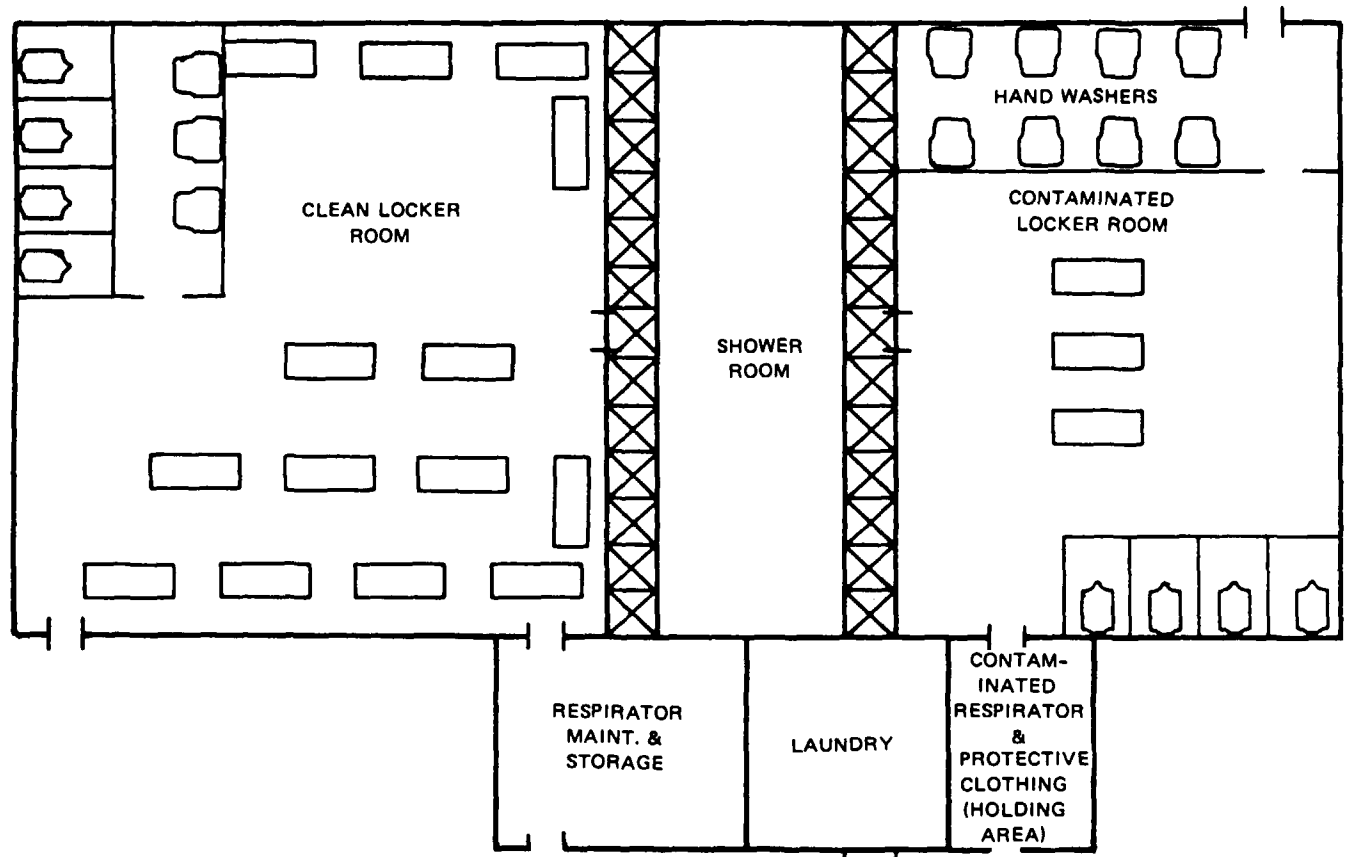 HAND WASHERS
CLEAN LOCKER
ROOM
CONTAMINATED
LOCKER ROOM
SHOWER
ROOM
RESPIRATOR
MAINT. &
STORAGE
LAUNDRY
CONTAM-
INATED
RESPIRATOR
&
PROTECTIVE
CLOTHING
(HOLDING
AREA)